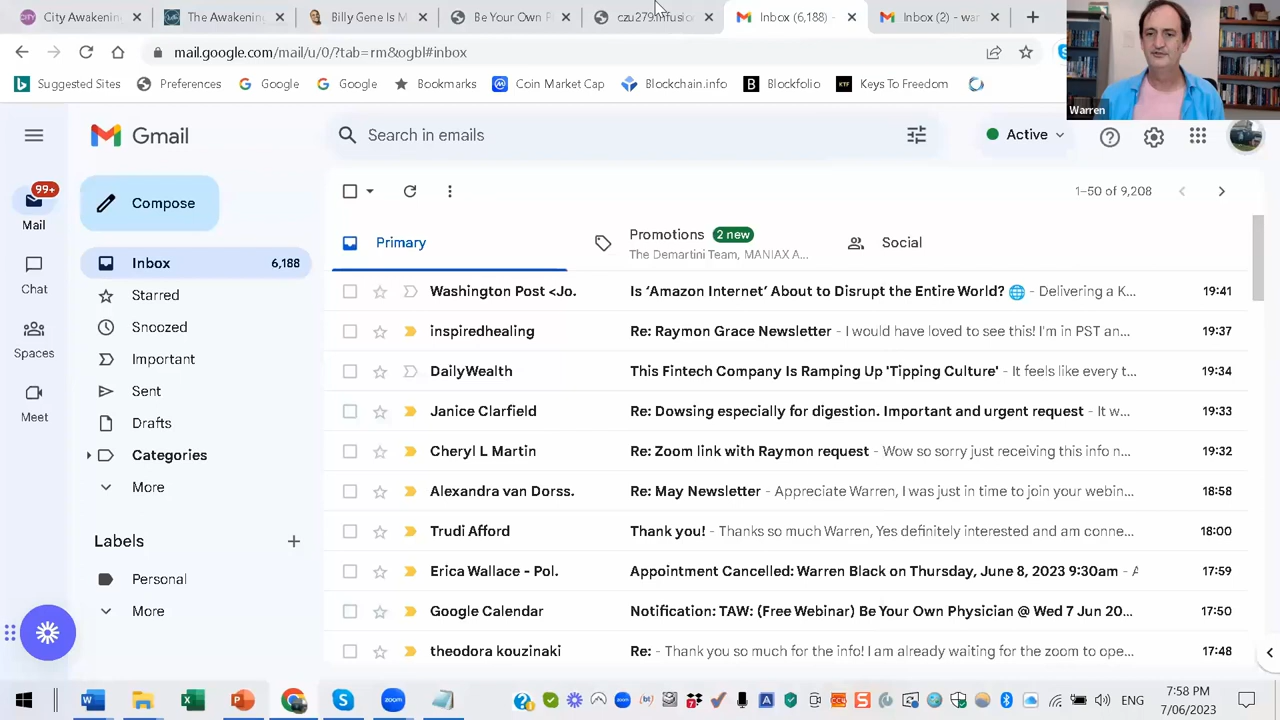 City Awakening
The Awakening
Billy Gene Is M
Be Your Own P
czu279.infusio
Inbox (6,188) -
Inbox (2) - war
mail.google.com/mail/u/0/?tab=rm&ogbl#inbox
Suggested Sites
Preferences
Google
Google
Bookmarks
Coin Market Cap
Blockchain.info
Blockfolio
Keys To Freedom
Warren
Gmail
Search in emails
Active
99+
Mail
Chat
Spaces
Meet
Compose
1–50 of 9,208
Primary
Promotions 2 new
The Demartini Team, MANIAX A...
Social
Inbox 6,188
Starred
Snoozed
Important
Sent
Drafts
Categories
More
Labels
Personal
More
Washington Post <Jo. Is ‘Amazon Internet’ About to Disrupt the Entire World? 🌐 - Delivering a K... 19:41
inspiredhealing Re: Raymon Grace Newsletter - I would have loved to see this! I'm in PST an... 19:37
DailyWealth This Fintech Company Is Ramping Up 'Tipping Culture' - It feels like every t... 19:34
Janice Clarfield Re: Dowsing especially for digestion. Important and urgent request - It w... 19:33
Cheryl L Martin Re: Zoom link with Raymon request - Wow so sorry just receiving this info n... 19:32
Alexandra van Dorss. Re: May Newsletter - Appreciate Warren, I was just in time to join your webin... 18:58
Trudi Afford Thank you! - Thanks so much Warren, Yes definitely interested and am conne... 18:00
Erica Wallace - Pol. Appointment Cancelled: Warren Black on Thursday, June 8, 2023 9:30am - A 17:59
Google Calendar Notification: TAW: (Free Webinar) Be Your Own Physician @ Wed 7 Jun 20... 17:50
theodora kouzinaki Re: - Thank you so much for the info! I am already waiting for the zoom to ope... 17:48
ENG
7:58 PM
7/06/2023